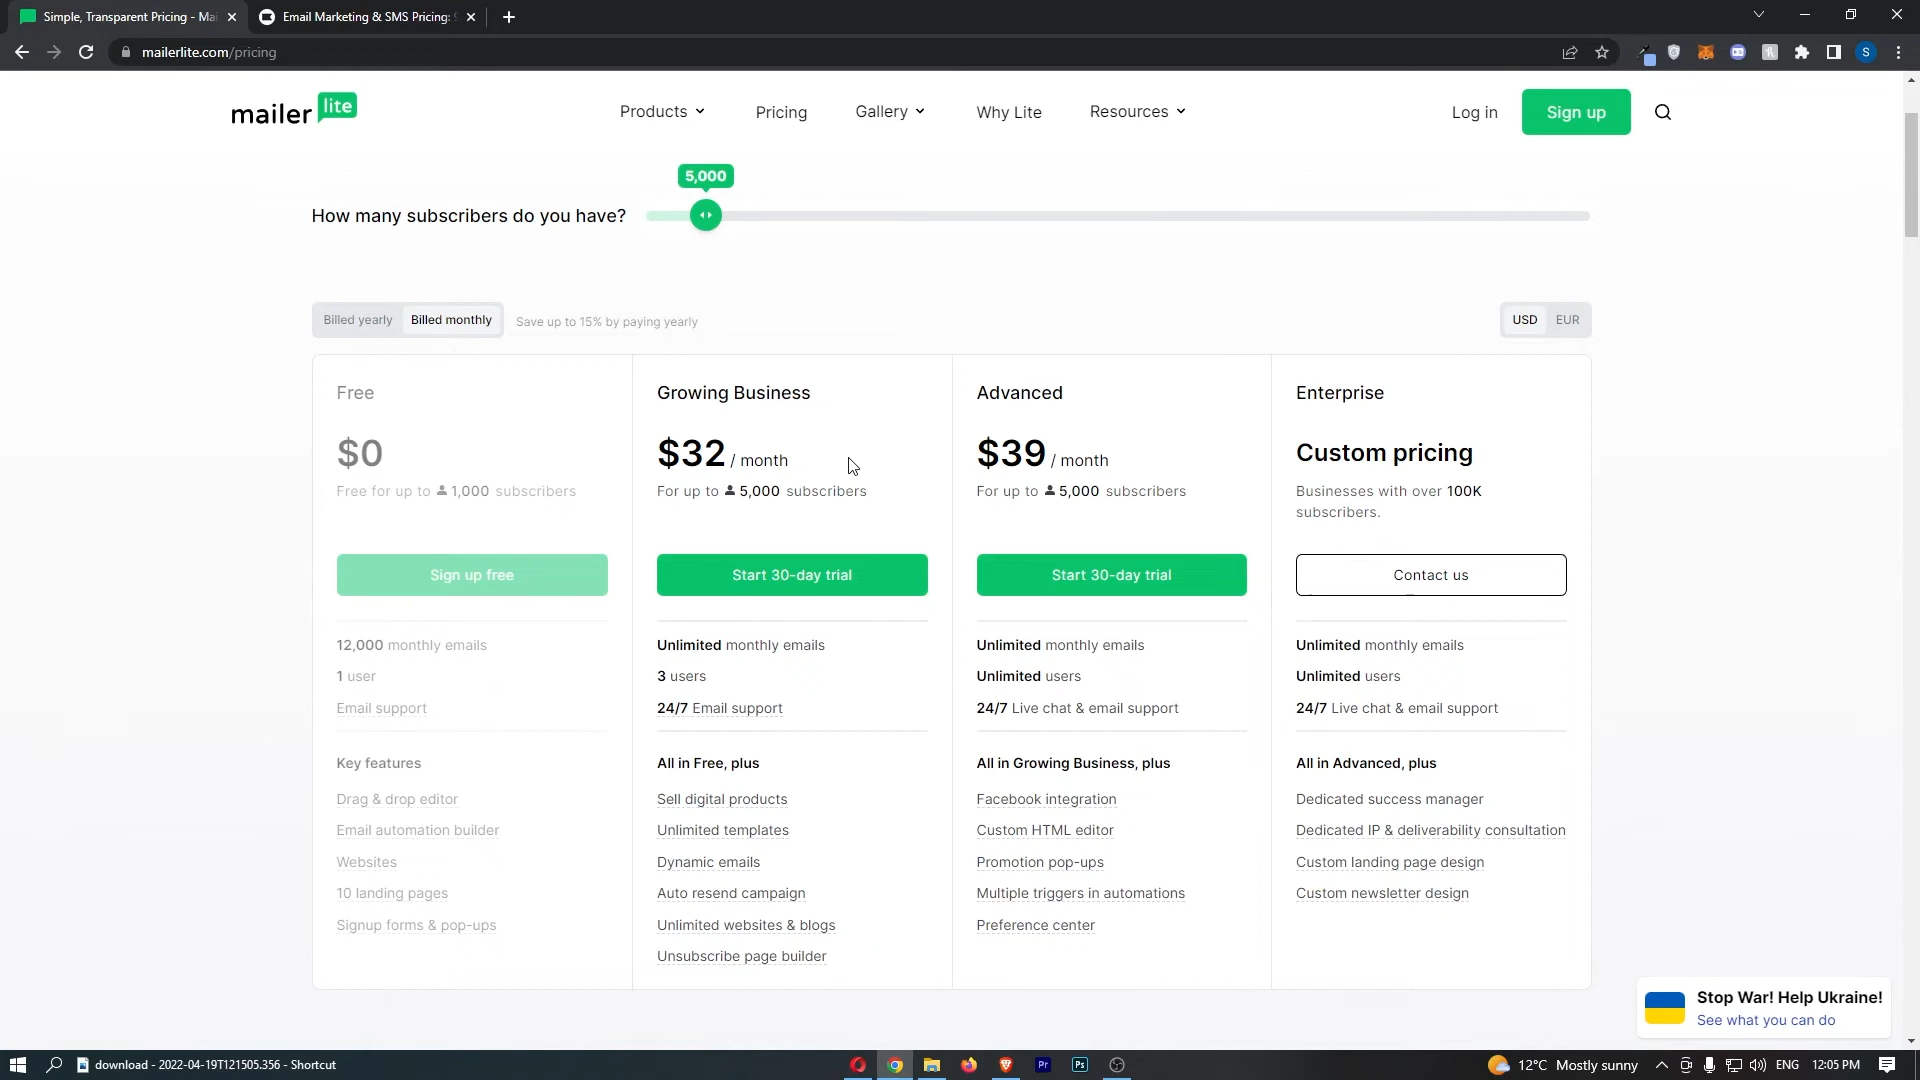 Simple, Transparent Pricing - Mai
Email Marketing & SMS Pricing:
mailerlite.com/pricing
S
mailer lite
Products
Pricing
Gallery
Why Lite
Resources
Log in
Sign up
5,000
How many subscribers do you have?
Billed yearly
Billed monthly
Save up to 15% by paying yearly
USD
EUR
Free
$0
Free for up to 1,000 subscribers
Sign up free
12,000 monthly emails
1 user
Email support
Key features
Drag & drop editor
Email automation builder
Websites
10 landing pages
Signup forms & pop-ups
Growing Business
$32 / month
For up to 5,000 subscribers
Start 30-day trial
Unlimited monthly emails
3 users
24/7 Email support
All in Free, plus
Sell digital products
Unlimited templates
Dynamic emails
Auto resend campaign
Unlimited websites & blogs
Unsubscribe page builder
Advanced
$39 / month
For up to 5,000 subscribers
Start 30-day trial
Unlimited monthly emails
Unlimited users
24/7 Live chat & email support
All in Growing Business, plus
Facebook integration
Custom HTML editor
Promotion pop-ups
Multiple triggers in automations
Preference center
Enterprise
Custom pricing
Businesses with over 100K
subscribers.
Contact us
Unlimited monthly emails
Unlimited users
24/7 Live chat & email support
All in Advanced, plus
Dedicated success manager
Dedicated IP & deliverability consultation
Custom landing page design
Custom newsletter design
Stop War! Help Ukraine!
See what you can do
download - 2022-04-19T121505.356 - Shortcut
Pr
Ps
12°C Mostly sunny
ENG
12:05 PM